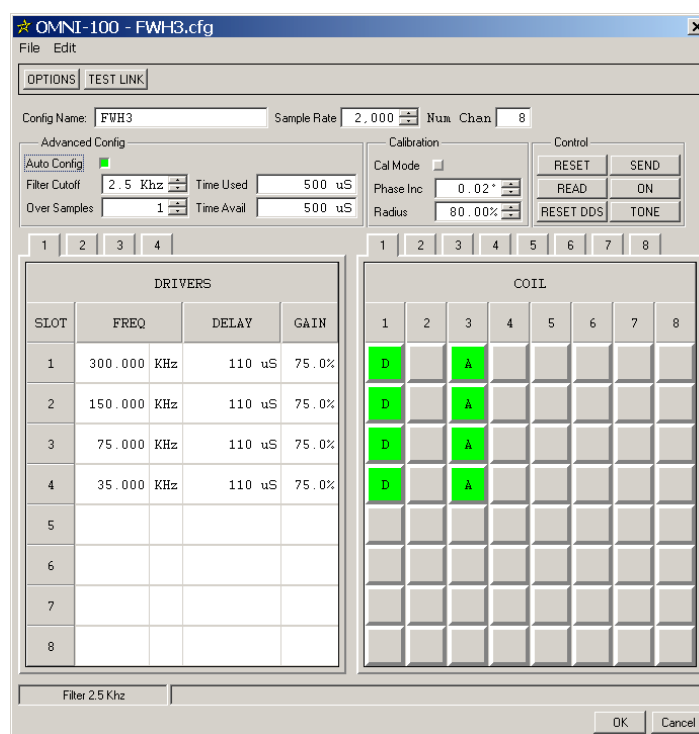 OMNI-100 - FWH3.cfg
File Edit
OPTIONS TEST LINK
Config Name: FWH3 Sample Rate 2,000 Num Chan 8
Advanced Config
Auto Config
Filter Cutoff 2.5 Khz Time Used 500 uS
Over Samples 1 Time Avail 500 uS
Calibration
Cal Mode
Phase Inc 0.02°
Radius 80.00%
Control
RESET SEND
READ ON
RESET DDS TONE
1 2 3 4
DRIVERS
SLOT FREQ DELAY GAIN
1 300.000 KHz 110 uS 75.0%
2 150.000 KHz 110 uS 75.0%
3 75.000 KHz 110 uS 75.0%
4 35.000 KHz 110 uS 75.0%
5
6
7
8
1 2 3 4 5 6 7 8
COIL
1 2 3 4 5 6 7 8
D A
D A
D A
D A
Filter 2.5 Khz
OK Cancel